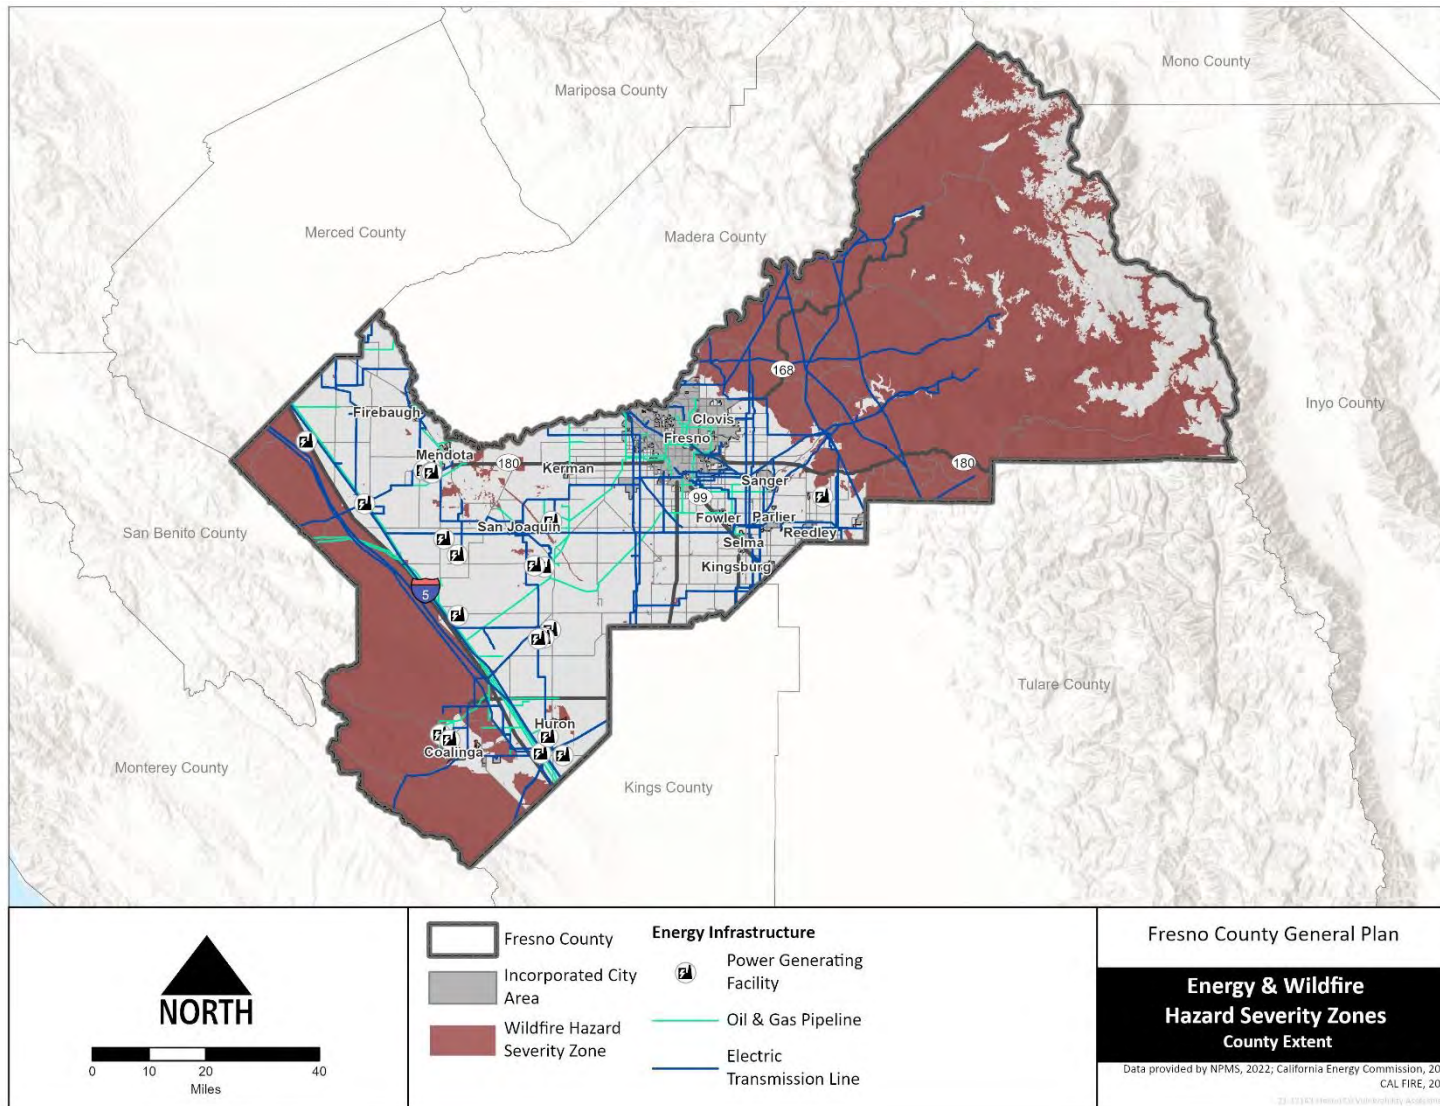 Mono County
Mariposa County
Merced County
Madera County
168
Inyo County
Firebaugh
Clovis
Fresno
Mendota
180
Kerman
180
Sanger
99
San Joaquin
Fowler
Parlier
San Benito County
Reedley
Selma
Kingsburg
5
Tulare County
Huron
Coalinga
Monterey County
Kings County
NORTH
0 10 20 40
Miles
Fresno County
Incorporated City
Area
Wildfire Hazard
Severity Zone
Energy Infrastructure
Power Generating
Facility
Oil & Gas Pipeline
Electric
Transmission Line
Fresno County General Plan
Energy & Wildfire
Hazard Severity Zones
County Extent
Data provided by NPMS, 2022; California Energy Commission, 20
CAL FIRE, 20